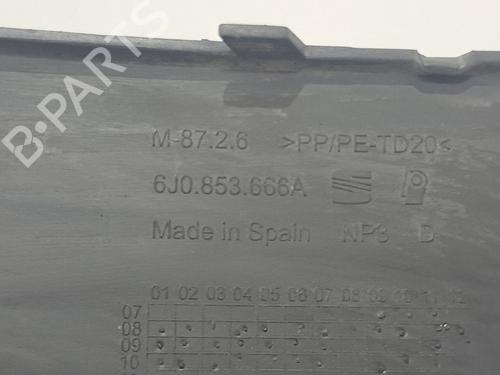 M-87.2.6 >PP/PE-TD20<
6J0.853.666A
Made in Spain NP3 D
01 02 03 04 05 06 07 08 09 10 11 12
07
08
09
10
B-PARTS